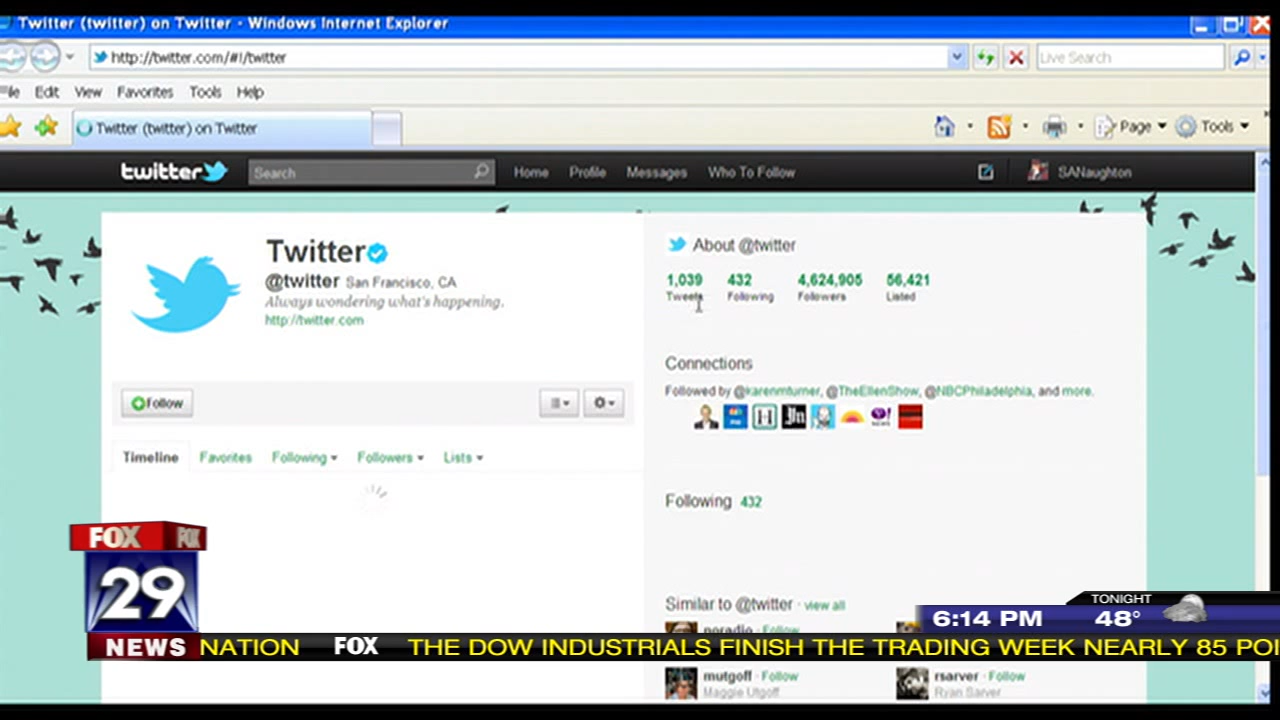 Twitter (twitter) on Twitter - Windows Internet Explorer
http://twitter.com/#!/twitter
Live Search
File Edit View Favorites Tools Help
Twitter (twitter) on Twitter
Page Tools
twitter Search Home Profile Messages Who To Follow SANaughton
Twitter
@twitter San Francisco, CA
Always wondering what's happening.
http://twitter.com
Follow
Timeline Favorites Following Followers Lists
About @twitter
1,039 432 4,624,905 56,421
Tweets Following Followers Listed
Connections
Followed by @karenmturner, @TheEllenShow, @NBCPhiladelphia, and more.
Following 432
Similar to @twitter · view all
noradio · Follow
mutgoff · Follow
Maggie Utgoff
rsarver · Follow
Ryan Sarver
FOX FOX
29
NEWS
TONIGHT
6:14 PM 48°
NATION FOX THE DOW INDUSTRIALS FINISH THE TRADING WEEK NEARLY 85 POI